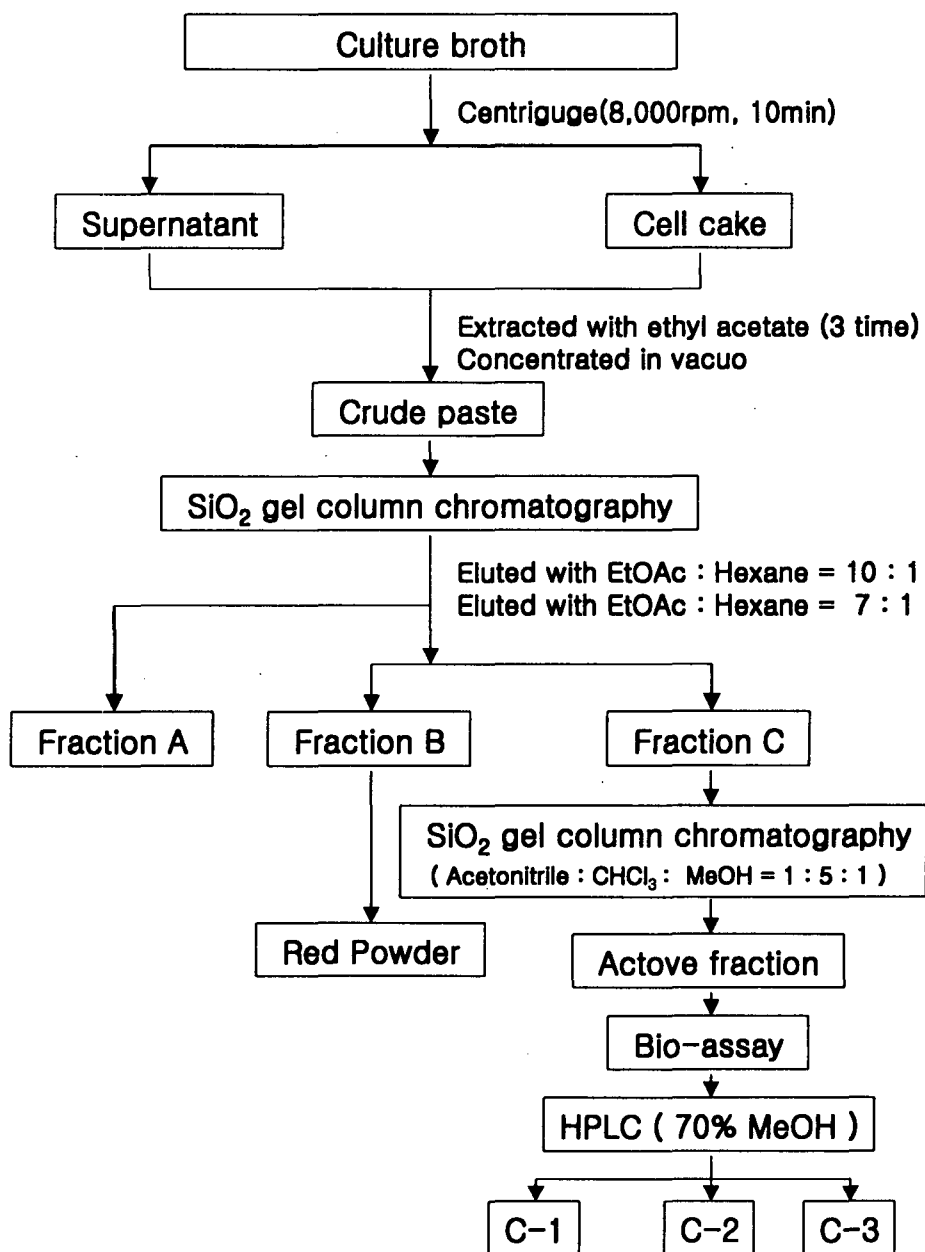 Culture broth
Centriguge(8,000rpm, 10min)
Supernatant
Cell cake
Extracted with ethyl acetate (3 time)
Concentrated in vacuo
Crude paste
SiO₂ gel column chromatography
Eluted with EtOAc : Hexane = 10 : 1
Eluted with EtOAc : Hexane = 7 : 1
Fraction A
Fraction B
Fraction C
SiO₂ gel column chromatography
( Acetonitrile : CHCl₃ : MeOH = 1 : 5 : 1 )
Red Powder
Actove fraction
Bio-assay
HPLC ( 70% MeOH )
C-1
C-2
C-3